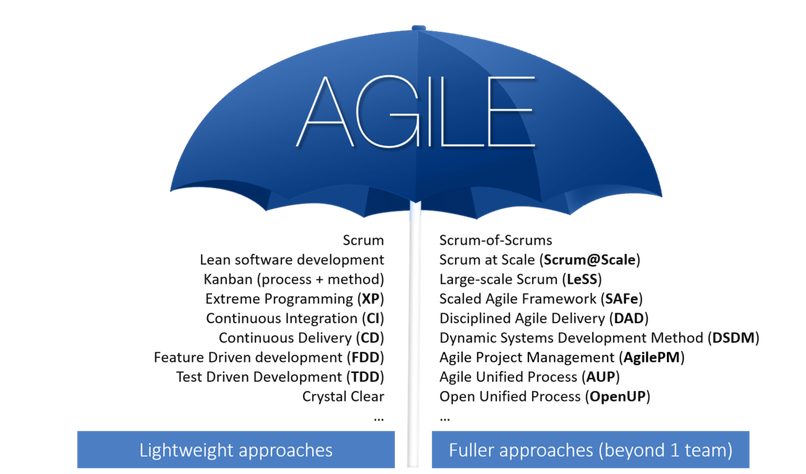 AGILE
Scrum
Lean software development
Kanban (process + method)
Extreme Programming (XP)
Continuous Integration (CI)
Continuous Delivery (CD)
Feature Driven development (FDD)
Test Driven Development (TDD)
Crystal Clear
...
Lightweight approaches
Scrum-of-Scrums
Scrum at Scale (Scrum@Scale)
Large-scale Scrum (LeSS)
Scaled Agile Framework (SAFe)
Disciplined Agile Delivery (DAD)
Dynamic Systems Development Method (DSDM)
Agile Project Management (AgilePM)
Agile Unified Process (AUP)
Open Unified Process (OpenUP)
...
Fuller approaches (beyond 1 team)